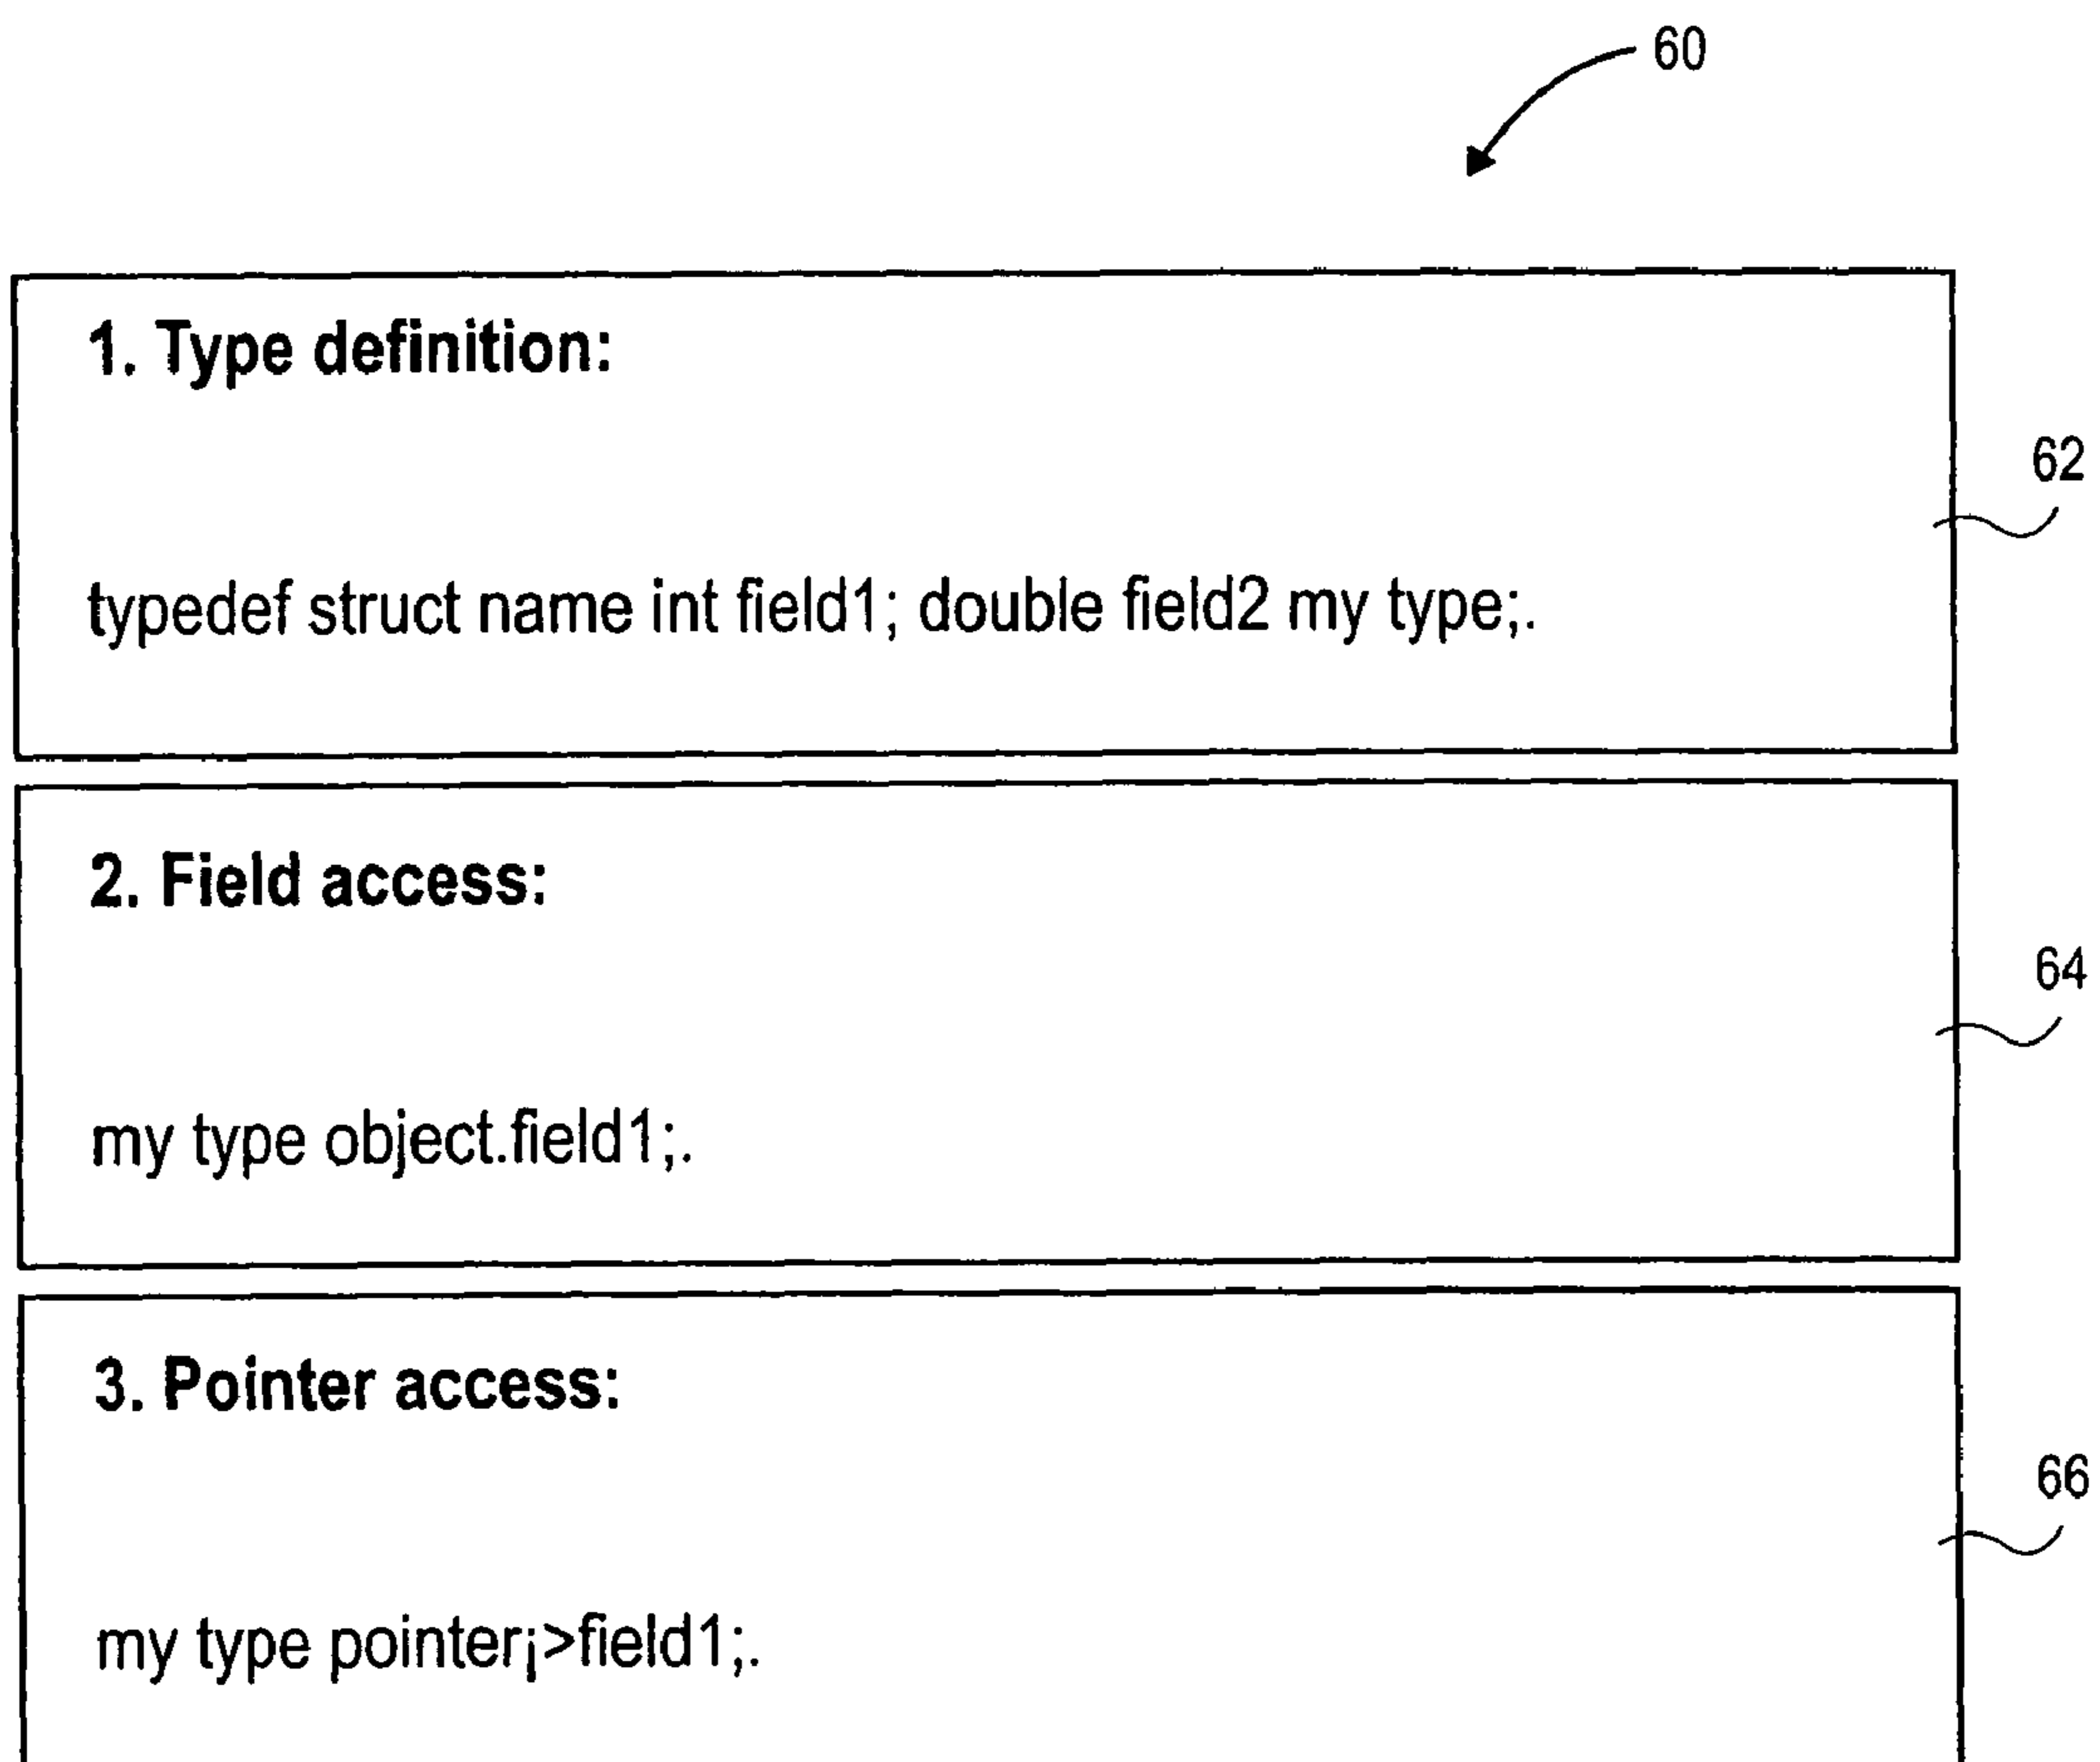 60
1. Type definition:
62
typedef struct name int field1; double field2 my type;.
2. Field access:
64
my type object.field1;.
3. Pointer access:
66
my type pointer¡>field1;.